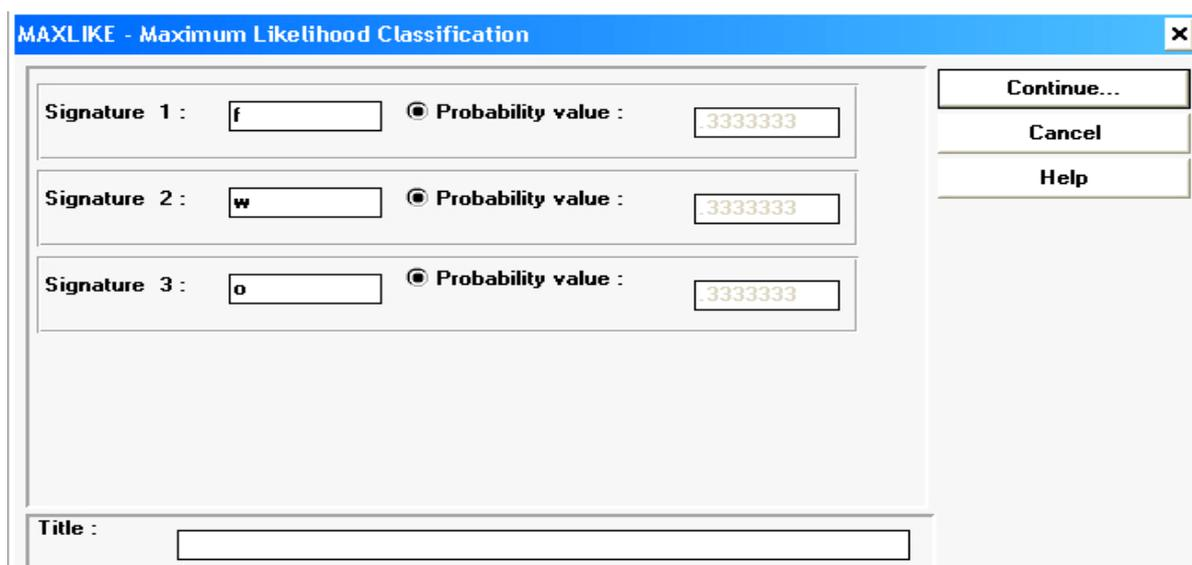 MAXLIKE - Maximum Likelihood Classification
Signature 1 : f Probability value : .3333333
Continue...
Cancel
Signature 2 : w Probability value : .3333333
Help
Signature 3 : o Probability value : .3333333
Title :